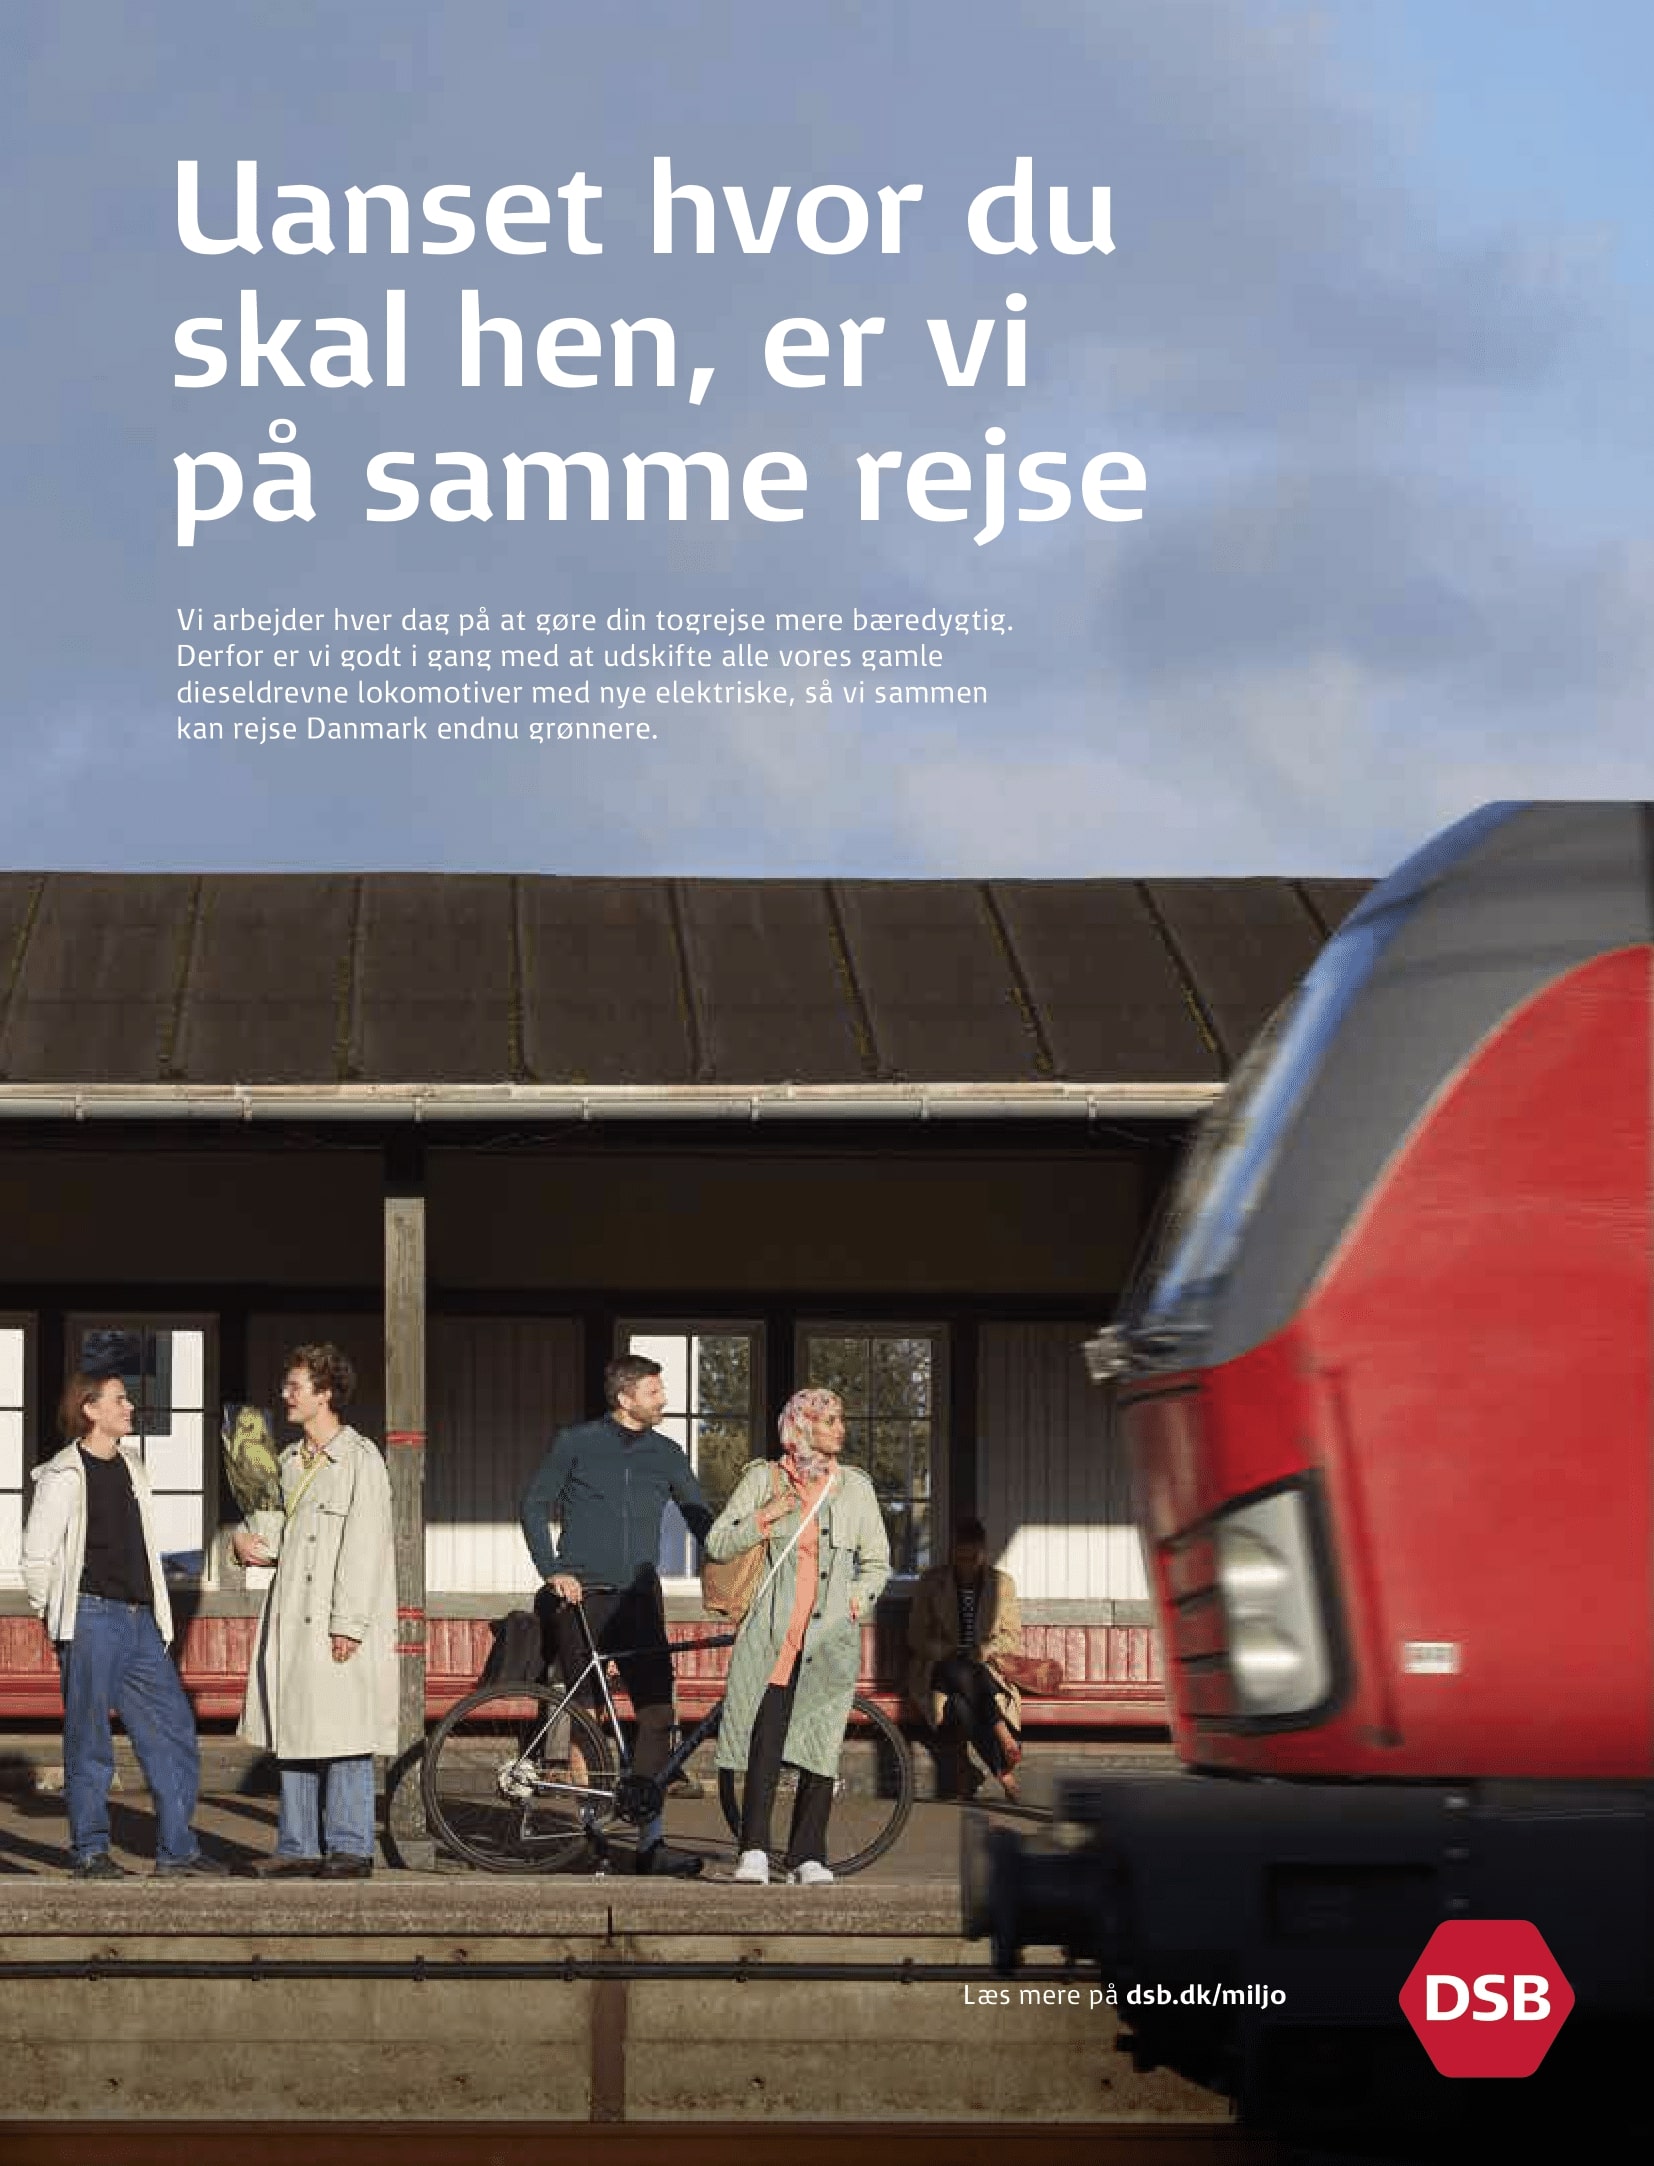 Uanset hvor du
skal hen, er vi
på samme rejse
Vi arbejder hver dag på at gøre din togrejse mere bæredygtig.
Derfor er vi godt i gang med at udskifte alle vores gamle
dieseldrevne lokomotiver med nye elektriske, så vi sammen
kan rejse Danmark endnu grønnere.
Læs mere på dsb.dk/miljo
DSB